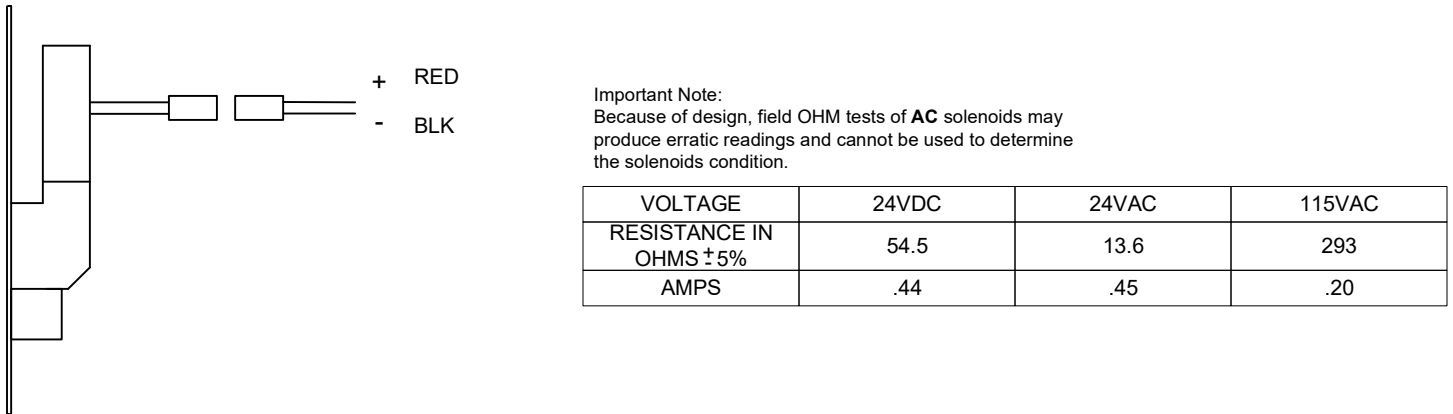 + RED
- BLK
Important Note:
Because of design, field OHM tests of AC solenoids may
produce erratic readings and cannot be used to determine
the solenoids condition.
VOLTAGE 24VDC 24VAC 115VAC
RESISTANCE IN
OHMS ± 5% 54.5 13.6 293
AMPS .44 .45 .20